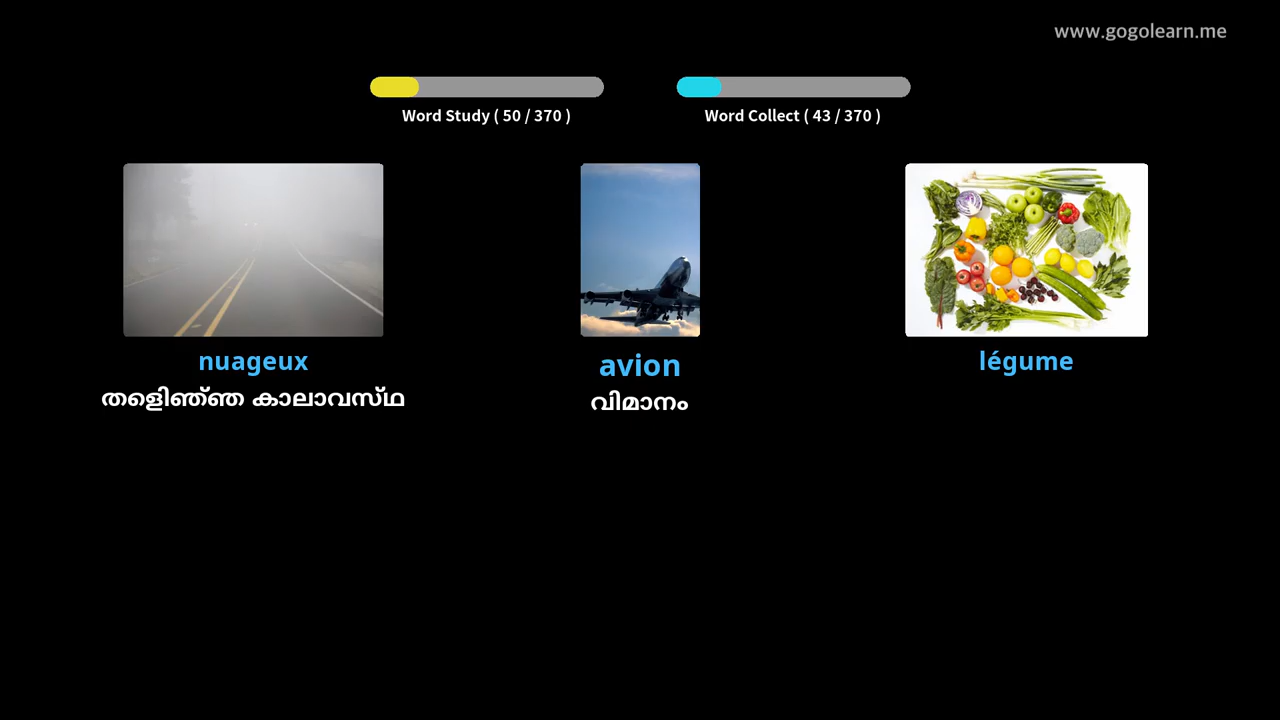 www.gogolearn.me
Word Study ( 50 / 370 )
Word Collect ( 43 / 370 )
nuageux
avion
légume
തളിെഞ്ഞ കാലാവസ്ഥ
വിമാനം